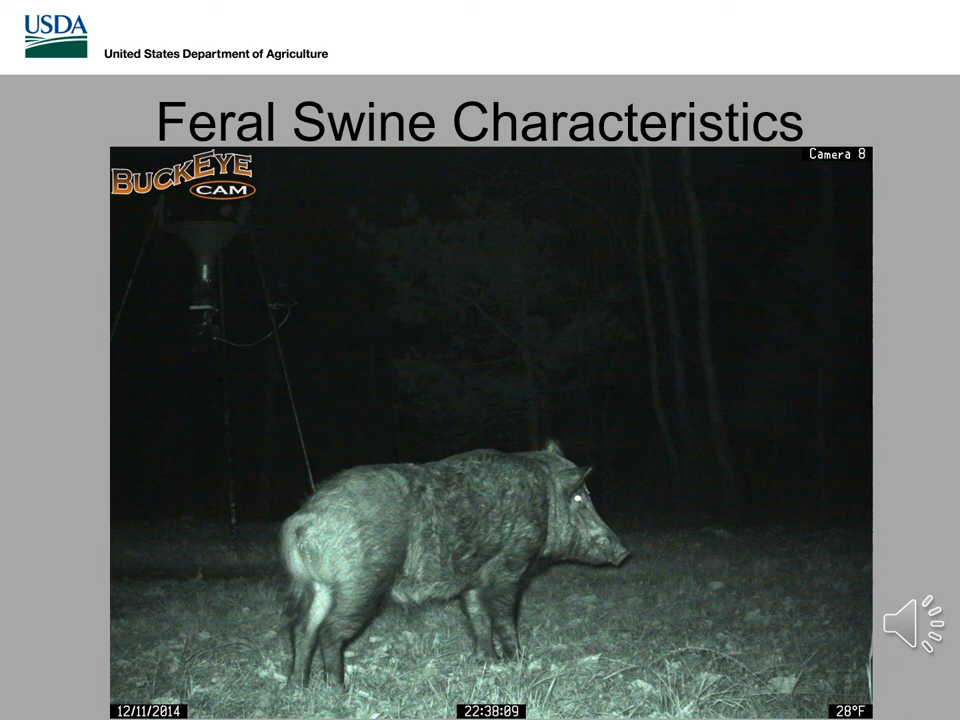 USDA
United States Department of Agriculture
Feral Swine Characteristics
BUCKEYE
CAM
Camera 8
12/11/2014
22:38:09
28°F